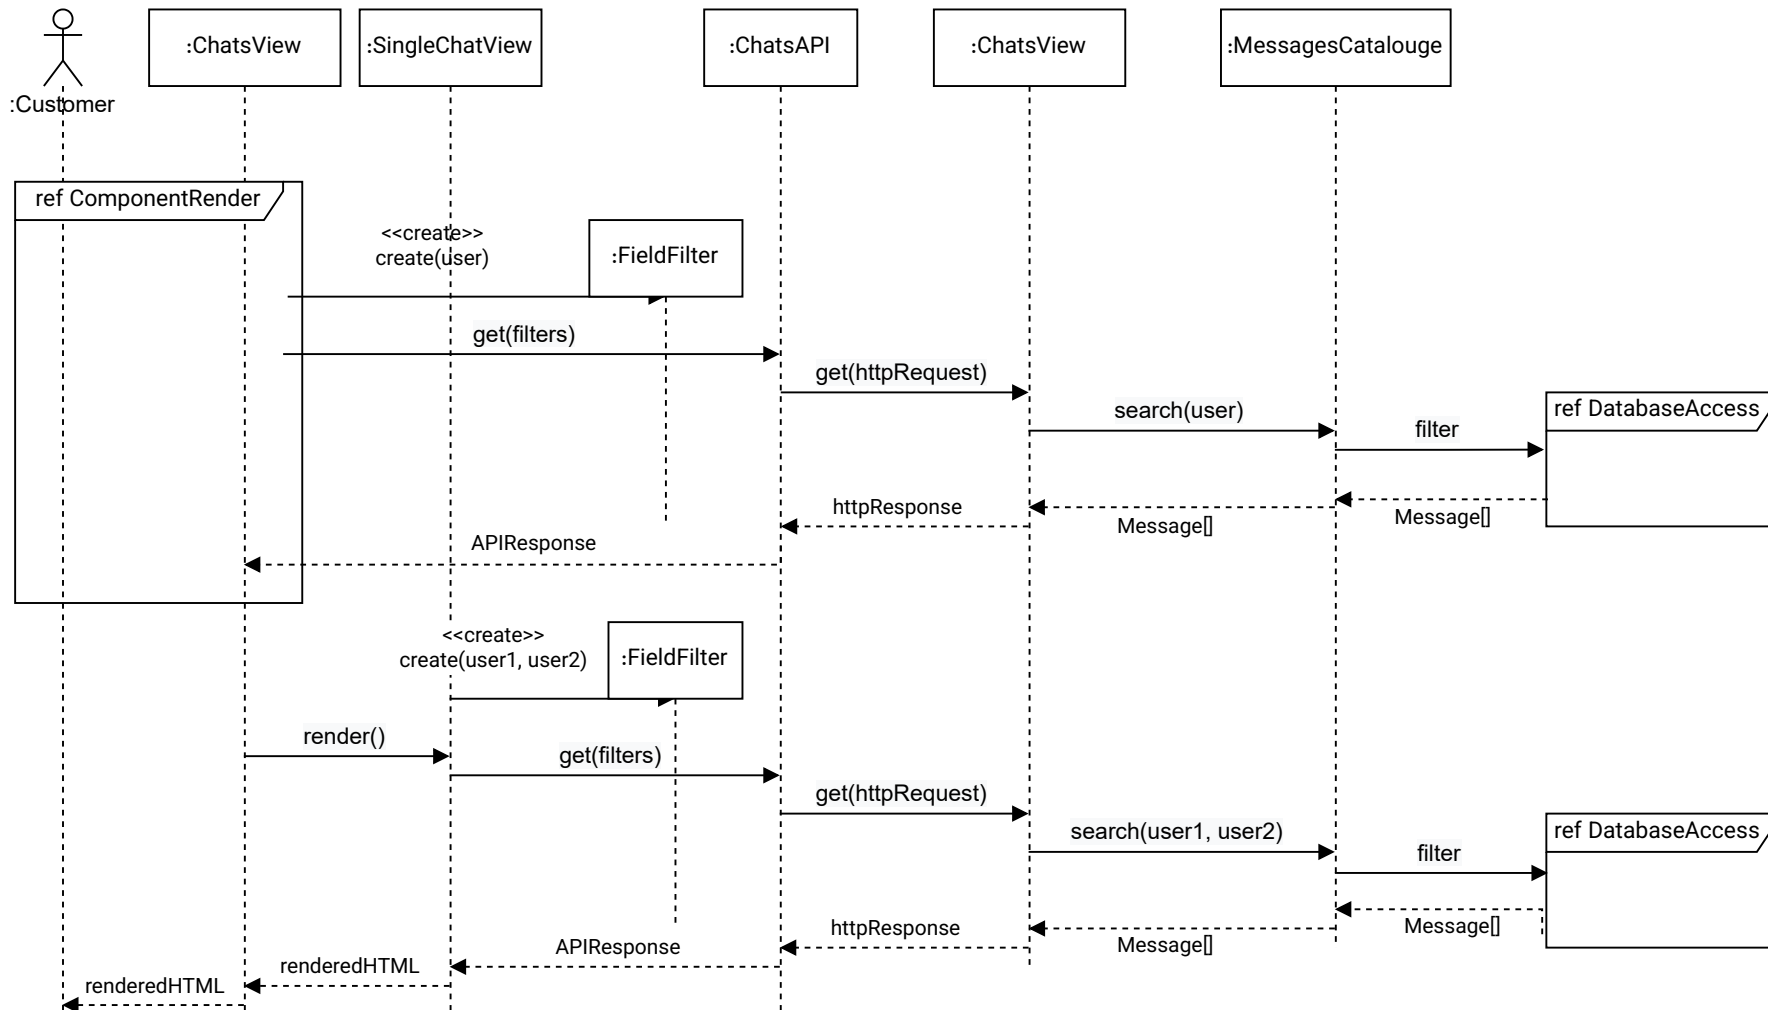 :ChatsView
:SingleChatView
:ChatsAPI
:ChatsView
:MessagesCatalouge
:Customer
ref ComponentRender
<<create>>
create(user)
:FieldFilter
get(filters)
get(httpRequest)
search(user)
ref DatabaseAccess
filter
httpResponse
Message[]
Message[]
APIResponse
<<create>>
create(user1, user2)
:FieldFilter
render()
get(filters)
get(httpRequest)
search(user1, user2)
ref DatabaseAccess
filter
httpResponse
Message[]
Message[]
APIResponse
renderedHTML
renderedHTML